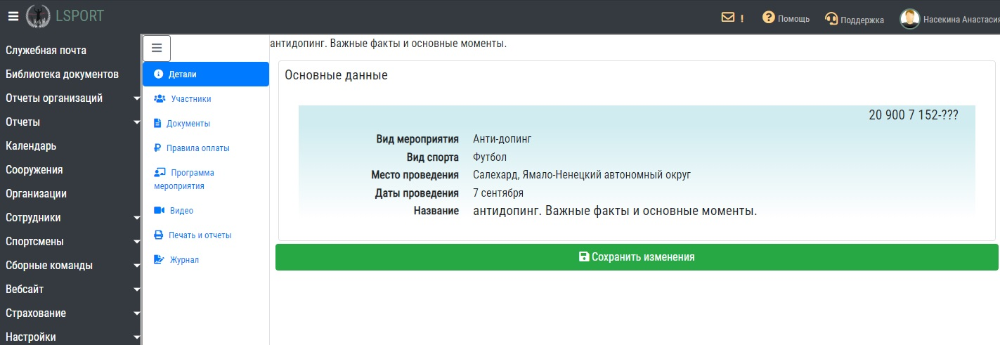 LSPORT
!
Помощь
Поддержка
Насекина Анастасия
Служебная почта
Библиотека документов
Отчеты организаций
Отчеты
Календарь
Сооружения
Организации
Сотрудники
Спортсмены
Сборные команды
Вебсайт
Страхование
Настройки
Детали
Участники
Документы
Правила оплаты
Программа
мероприятия
Видео
Печать и отчеты
Журнал
антидопинг. Важные факты и основные моменты.
Основные данные
20 900 7 152-???
Вид мероприятия Анти-допинг
Вид спорта Футбол
Место проведения Салехард, Ямало-Ненецкий автономный округ
Даты проведения 7 сентября
Название антидопинг. Важные факты и основные моменты.
Сохранить изменения